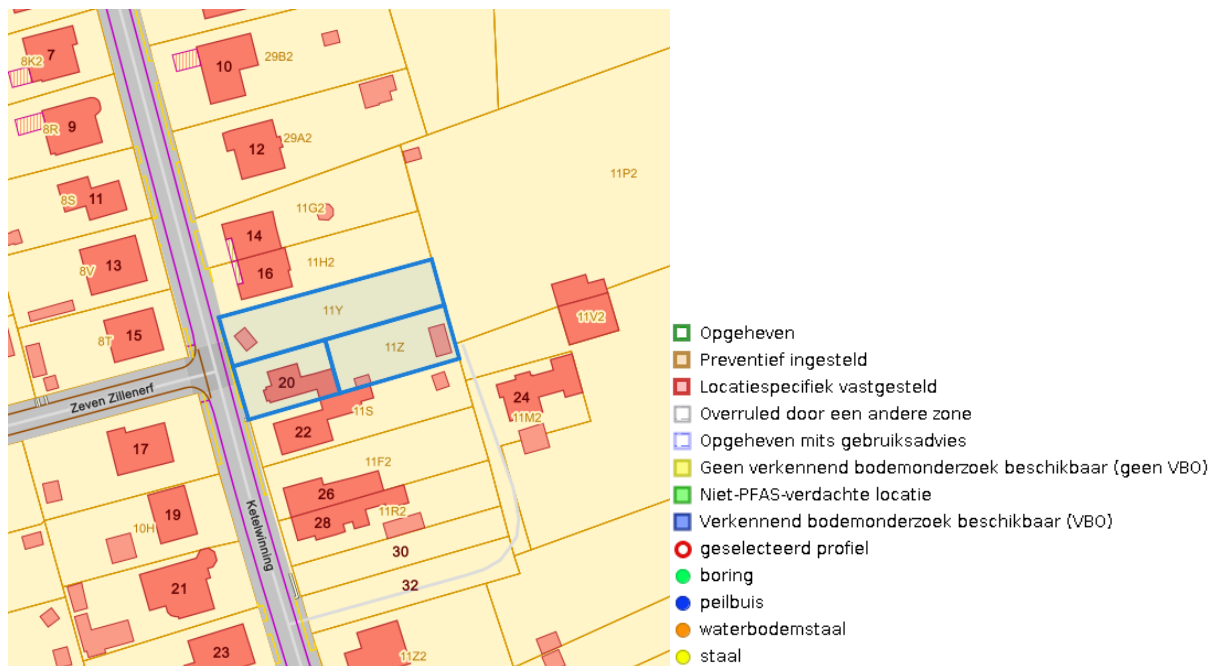 7
8K2
10
29B2
9
8R
12
29A2
11P2
11
8S
11G2
14
13
8V
16
11H2
11Y
15
8T
11Z
11V2
Zeven Zillenerf
20
24
11S
11M2
22
17
11F2
26
Ketelwinning
19
10H
28
11R2
30
32
21
23
11Z2
Opgeheven
Preventief ingesteld
Locatiespecifiek vastgesteld
Overruled door een andere zone
Opgeheven mits gebruiksadvies
Geen verkennend bodemonderzoek beschikbaar (geen VBO)
Niet-PFAS-verdachte locatie
Verkennend bodemonderzoek beschikbaar (VBO)
geselecteerd profiel
boring
peilbuis
waterbodemstaal
staal